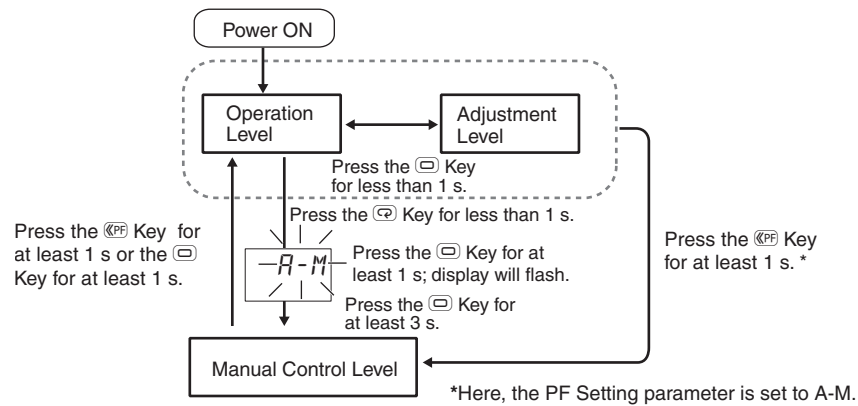 Power ON
Operation
Level
Adjustment
Level
Press the Key
for less than 1 s.
Press the Key for less than 1 s.
Press the «PF Key for
at least 1 s or the
Key for at least 1 s.
A-M
Press the Key for at
least 1 s; display will flash.
Press the Key for
at least 3 s.
Press the «PF Key
for at least 1 s. *
Manual Control Level
*Here, the PF Setting parameter is set to A-M.